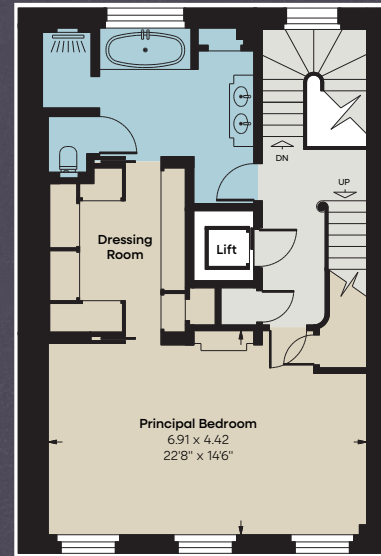 DN
UP
Dressing
Room
Lift
Principal Bedroom
6.91 x 4.42
22'8" x 14'6"